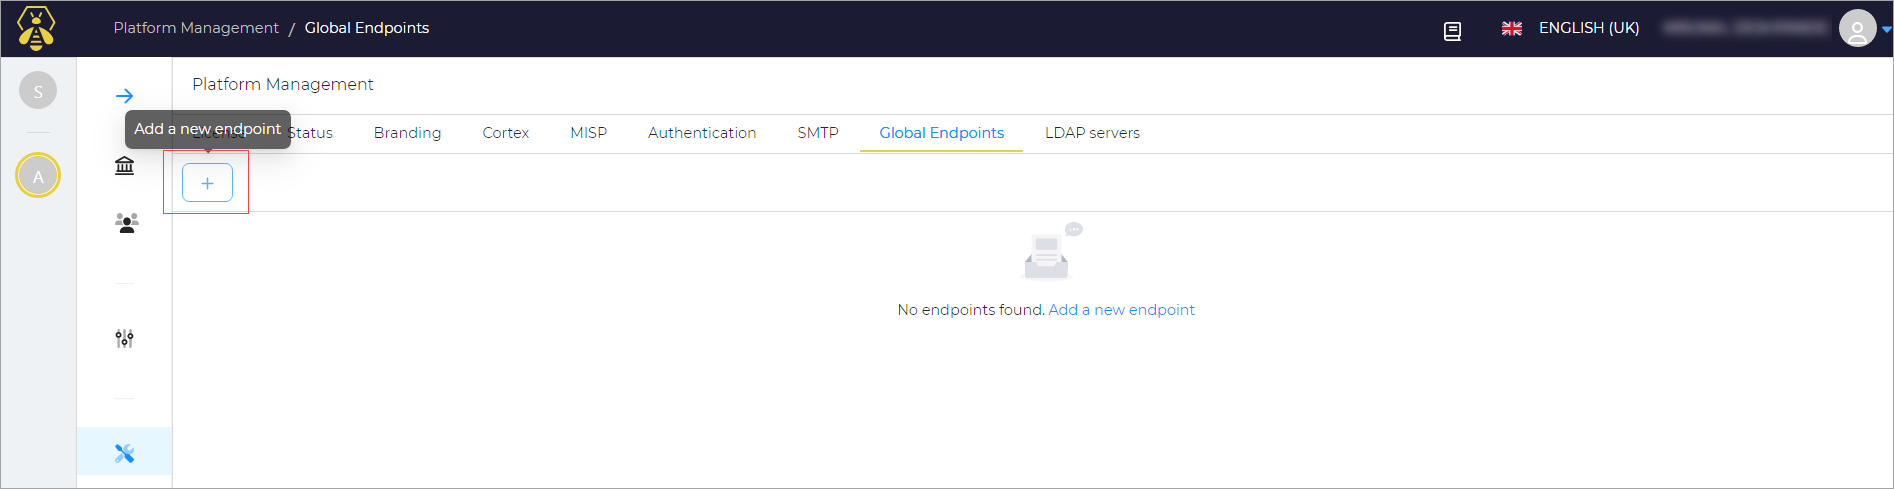 Platform Management / Global Endpoints
ENGLISH (UK)
S
Platform Management
Add a new endpoint
Status Branding Cortex MISP Authentication SMTP Global Endpoints LDAP servers
A
+
No endpoints found. Add a new endpoint